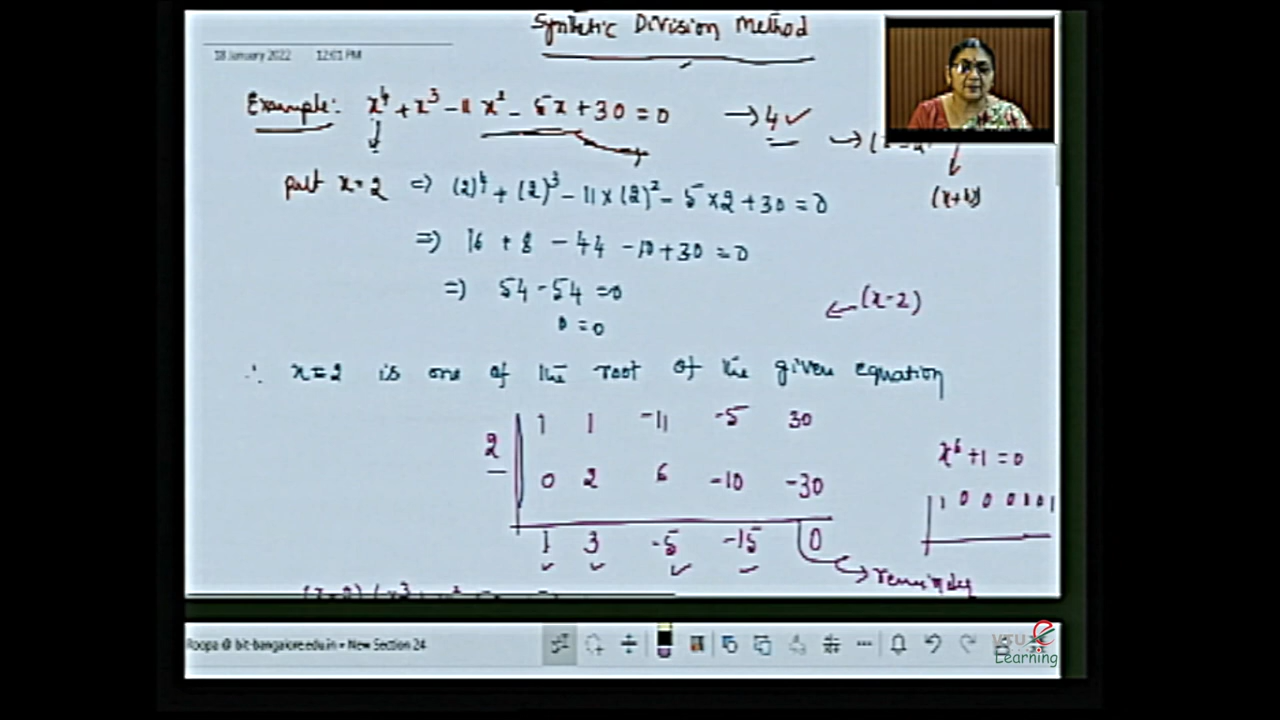 Synthetic Division Method
18 January 2022 12:01 PM
Example: x⁴ + x³ - 11x² - 5x + 30 = 0 → 4 ✓
(x+1)
put x = 2 ⇒ (2)⁴ + (2)³ - 11 × (2)² - 5 × 2 + 30 = 0
⇒ 16 + 8 - 44 - 10 + 30 = 0
⇒ 54 - 54 = 0
← (x-2)
0 = 0
∴ x = 2 is one of the root of the given equation
1 1 -11 -5 30
2
x⁶ + 1 = 0
0 2 6 -10 -30
1 0 0 0 0 0 1
1 3 -5 -15 0
→ remainder
Roopa @ bit-bangalore.edu.in • New Section 24
VTU e
Learning